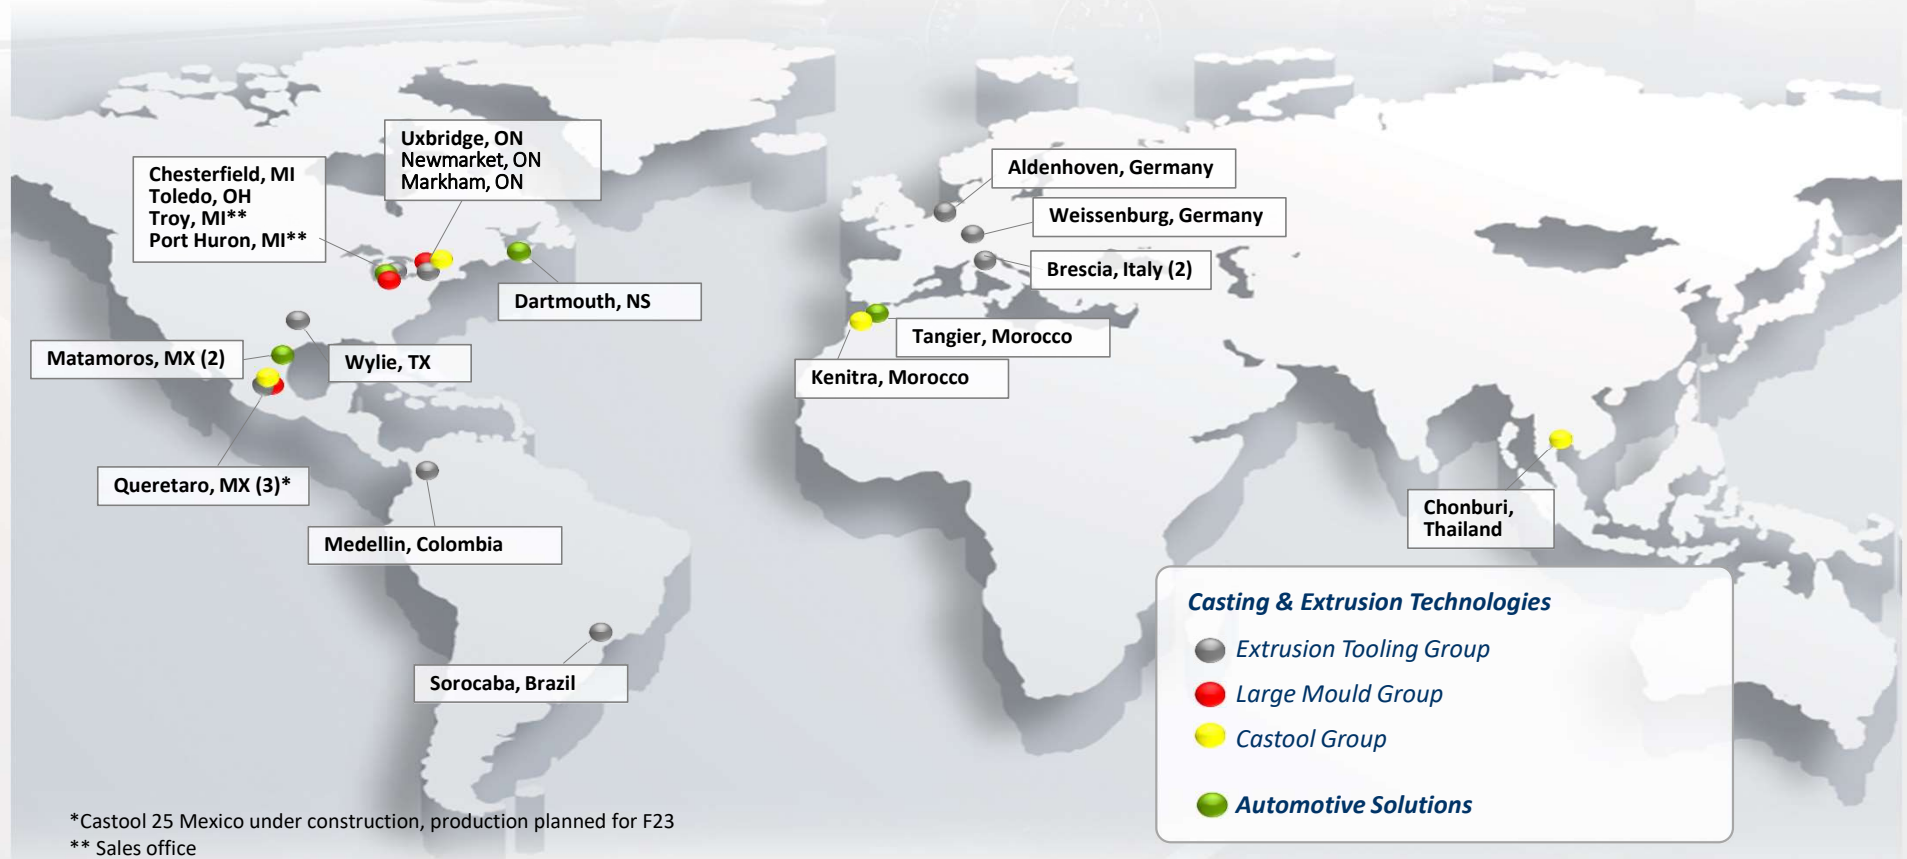 Uxbridge, ON
Newmarket, ON
Markham, ON
Chesterfield, MI
Toledo, OH
Troy, MI**
Port Huron, MI**
Aldenhoven, Germany
Weissenburg, Germany
Brescia, Italy (2)
Dartmouth, NS
Tangier, Morocco
Matamoros, MX (2)
Wylie, TX
Kenitra, Morocco
Queretaro, MX (3)*
Chonburi,
Thailand
Medellin, Colombia
Sorocaba, Brazil
Casting & Extrusion Technologies
Extrusion Tooling Group
Large Mould Group
Castool Group
Automotive Solutions
*Castool 25 Mexico under construction, production planned for F23
** Sales office